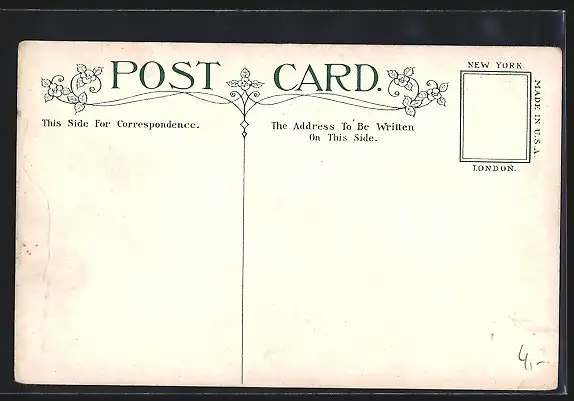 POST CARD.
This Side For Correspondence.
The Address To Be Written
On This Side.
NEW YORK.
MADE IN U.S.A.
LONDON.
4,-